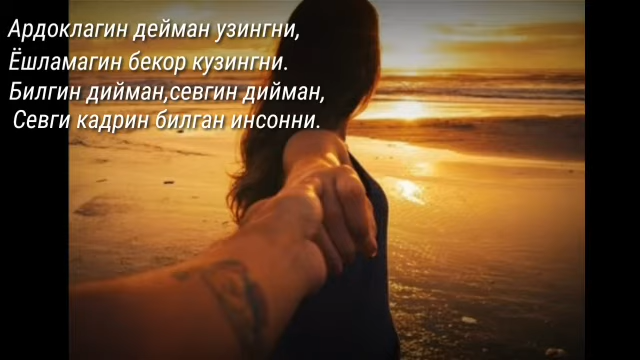 Ардоклагин дейман узингни,
Ёшламагин бекор кузингни.
Билгин дийман,севгин дийман,
Севги кадрин билган инсонни.